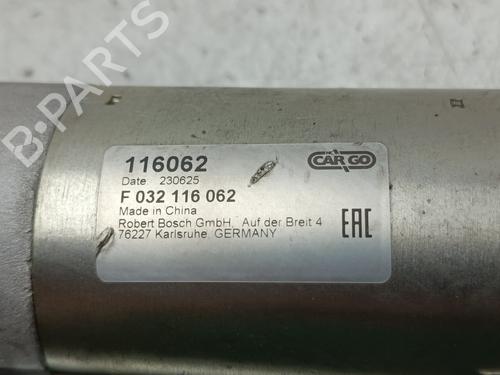 B-PARTS
116062
CARGO
Date. 230625
F 032 116 062
Made in China
Robert Bosch GmbH, Auf der Breit 4
76227 Karlsruhe, GERMANY
EAC